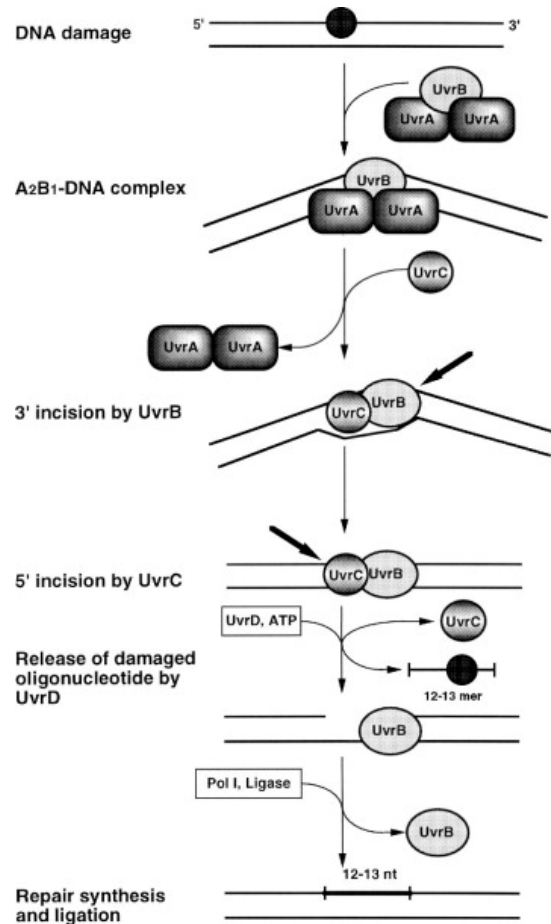 5' 3'
DNA damage
UvrB
UvrA UvrA
A2B1-DNA complex
UvrB
UvrA UvrA
UvrC
UvrA UvrA
3' incision by UvrB
UvrC UvrB
5' incision by UvrC
UvrC UvrB
UvrD, ATP
UvrC
Release of damaged
oligonucleotide by
UvrD
12-13 mer
UvrB
Pol I, Ligase
UvrB
12-13 nt
Repair synthesis
and ligation